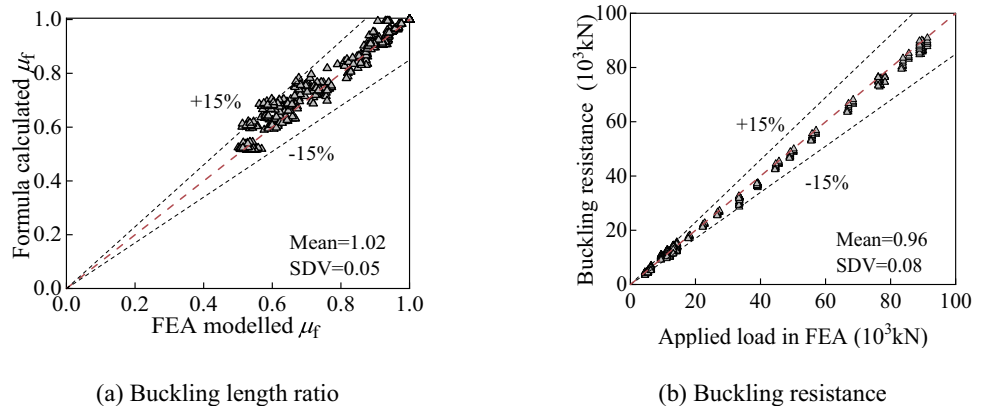 1.0
0.8
0.6
0.4
0.2
0.0
Formula calculated μf
+15%
-15%
Mean=1.02
SDV=0.05
0.0 0.2 0.4 0.6 0.8 1.0
FEA modelled μf
(a) Buckling length ratio
100
80
60
40
20
0
Buckling resistance (10³kN)
+15%
-15%
Mean=0.96
SDV=0.08
0 20 40 60 80 100
Applied load in FEA (10³kN)
(b) Buckling resistance